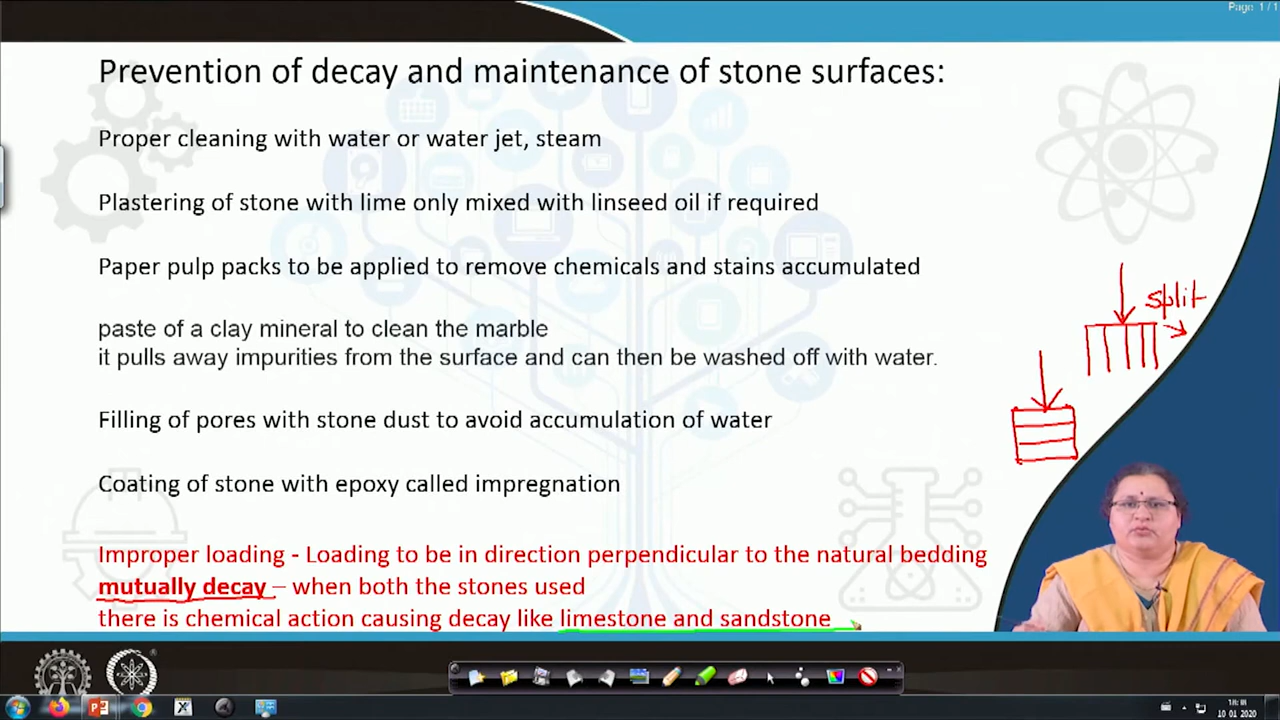 Page 1/1
Prevention of decay and maintenance of stone surfaces:
Proper cleaning with water or water jet, steam
Plastering of stone with lime only mixed with linseed oil if required
Paper pulp packs to be applied to remove chemicals and stains accumulated
split
paste of a clay mineral to clean the marble
it pulls away impurities from the surface and can then be washed off with water.
Filling of pores with stone dust to avoid accumulation of water
Coating of stone with epoxy called impregnation
Improper loading - Loading to be in direction perpendicular to the natural bedding
mutually decay – when both the stones used
there is chemical action causing decay like limestone and sandstone
10-01-2020